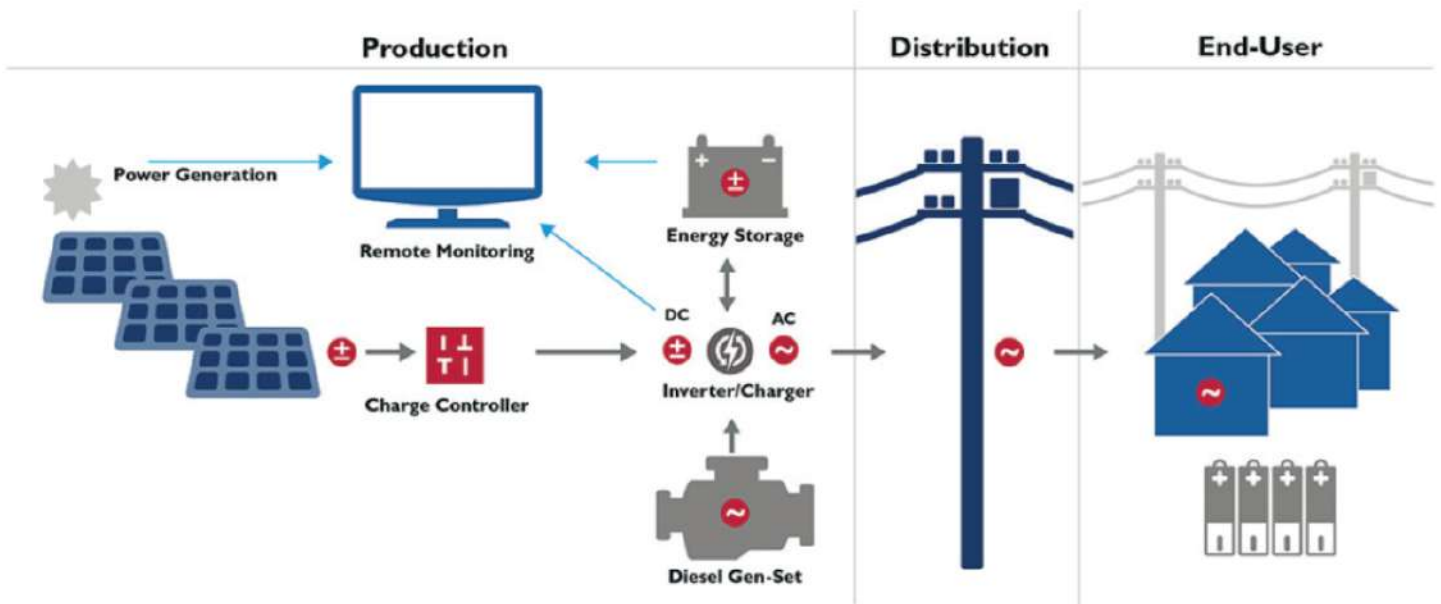 Production
Distribution
End-User
Power Generation
Remote Monitoring
Energy Storage
DC
AC
Charge Controller
Inverter/Charger
Diesel Gen-Set